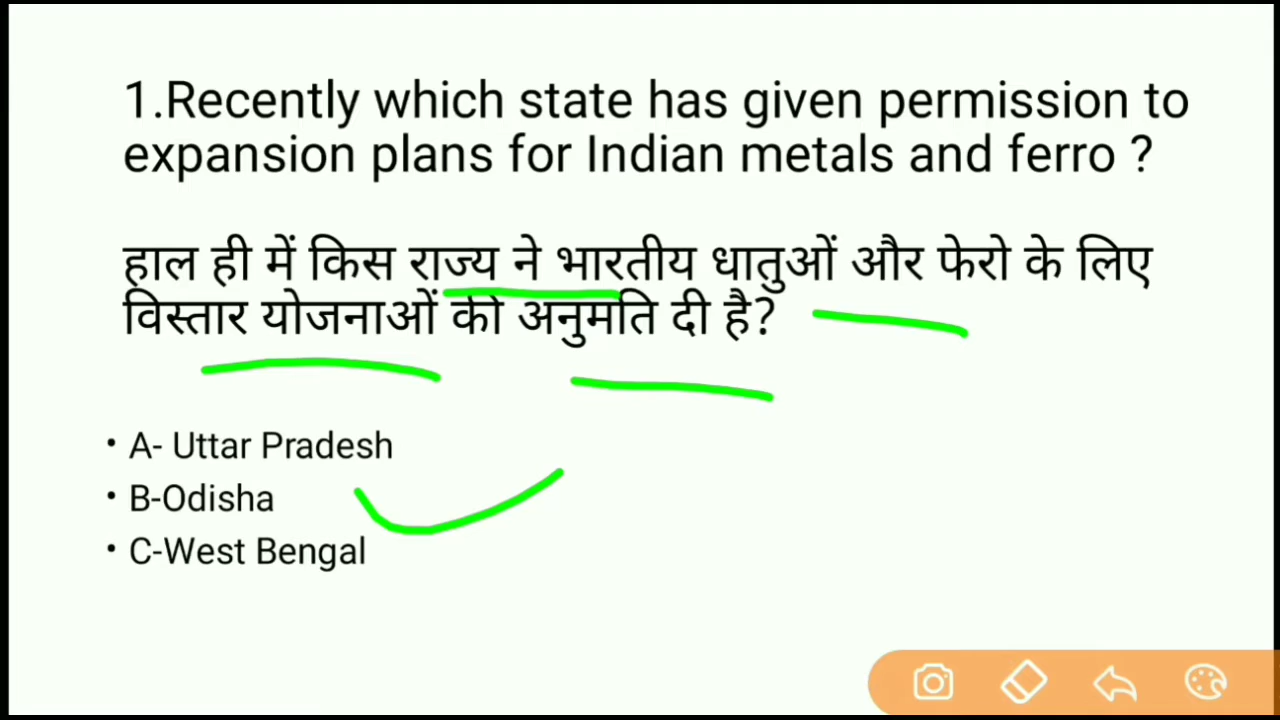 1.Recently which state has given permission to
expansion plans for Indian metals and ferro ?
हाल ही में किस राज्य ने भारतीय धातुओं और फेरो के लिए
विस्तार योजनाओं की अनुमति दी है?
• A- Uttar Pradesh
• B-Odisha
• C-West Bengal